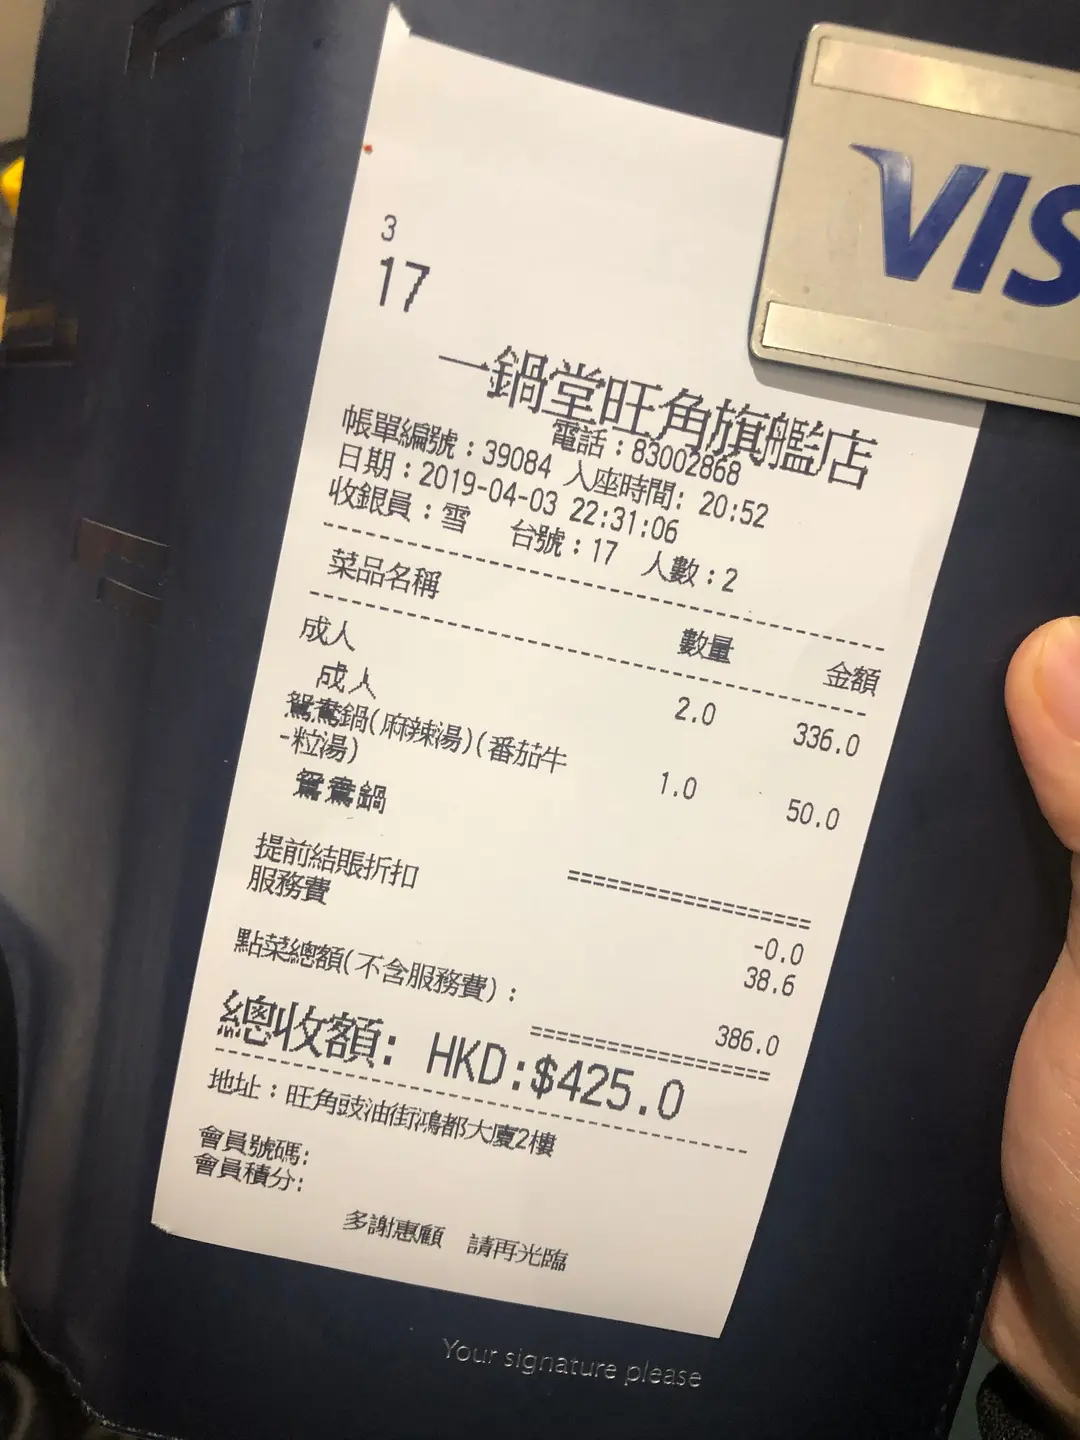 VIS
3
17
一鍋堂旺角旗艦店
電話：83002868
帳單編號：39084 入座時間: 20:52
日期：2019-04-03 22:31:06
收銀員：雪 台號：17 人數：2
菜品名稱 數量 金額
成人 2.0 336.0
成人
鴛鴦鍋(麻辣湯)(番茄牛 1.0 50.0
-粒湯)
鴛鴦鍋
提前結賬折扣 -0.0
服務費 38.6
點菜總額(不含服務費)： 386.0
總收額: HKD:$425.0
地址：旺角豉油街鴻都大廈2樓
會員號碼:
會員積分:
多謝惠顧 請再光臨
Your signature please